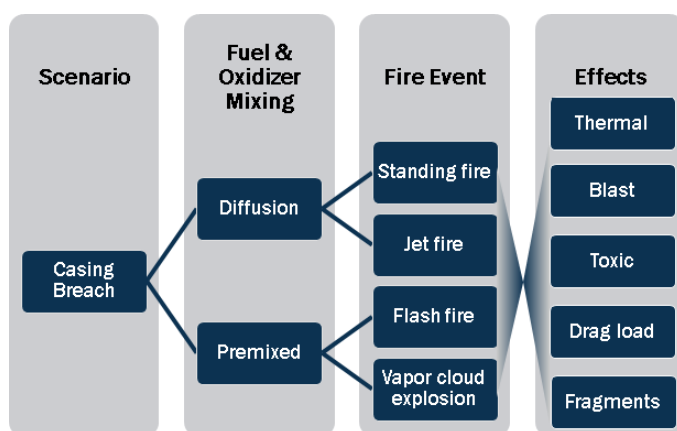 Scenario
Fuel &
Oxidizer
Mixing
Fire Event
Effects
Casing
Breach
Diffusion
Premixed
Standing fire
Jet fire
Flash fire
Vapor cloud
explosion
Thermal
Blast
Toxic
Drag load
Fragments